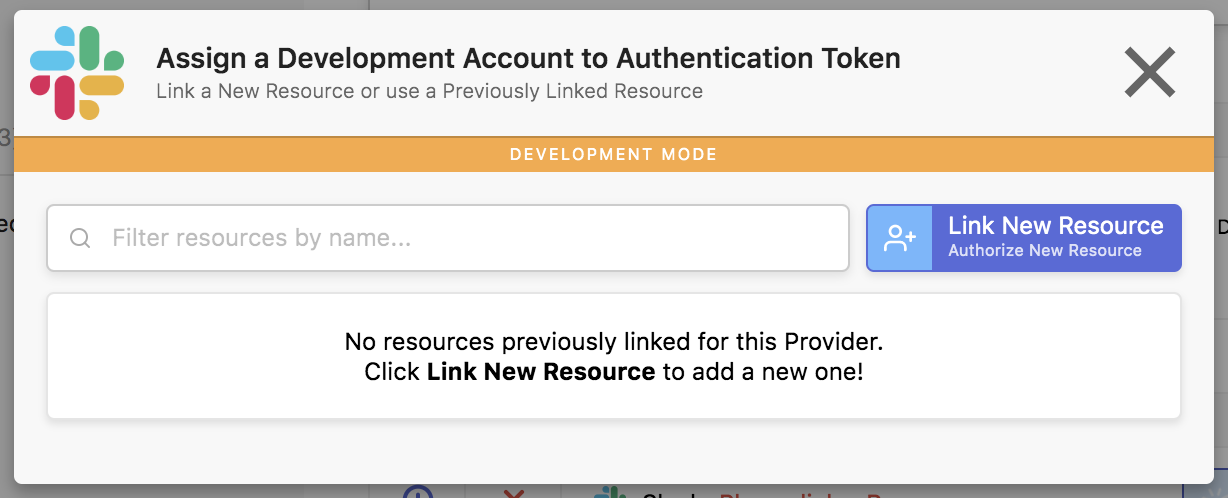 Assign a Development Account to Authentication Token
Link a New Resource or use a Previously Linked Resource
DEVELOPMENT MODE
Filter resources by name...
Link New Resource
Authorize New Resource
No resources previously linked for this Provider.
Click Link New Resource to add a new one!